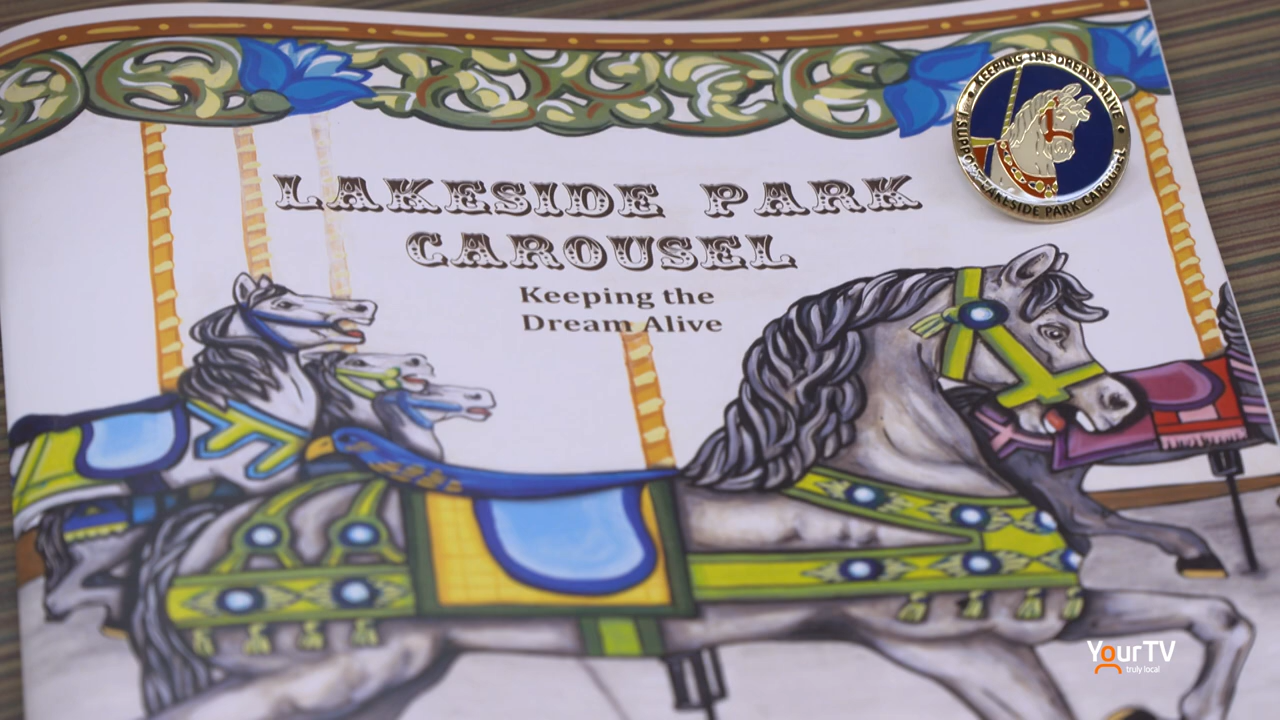 LAKESIDE PARK
CAROUSEL
Keeping the
Dream Alive
KEEPING THE DREAM ALIVE
I SUPPORT LAKESIDE PARK CAROUSEL
YourTV
truly local